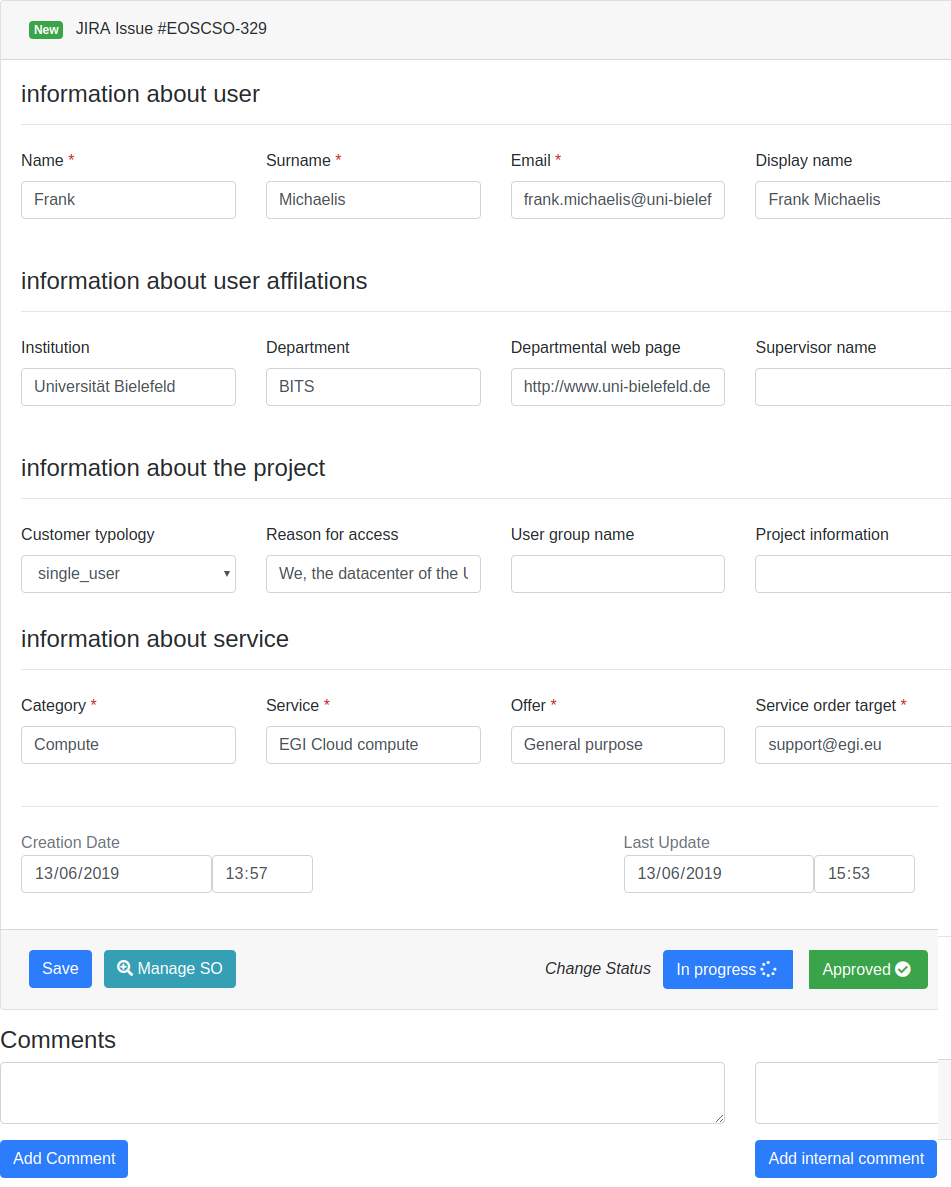 New JIRA Issue #EOSCSO-329
information about user
Name * Surname * Email * Display name
Frank Michaelis frank.michaelis@uni-bielef Frank Michaelis
information about user affilations
Institution Department Departmental web page Supervisor name
Universität Bielefeld BITS http://www.uni-bielefeld.de
information about the project
Customer typology Reason for access User group name Project information
single_user We, the datacenter of the U
information about service
Category * Service * Offer * Service order target *
Compute EGI Cloud compute General purpose support@egi.eu
Creation Date Last Update
13/06/2019 13:57 13/06/2019 15:53
Save Manage SO Change Status In progress Approved
Comments
Add Comment Add internal comment